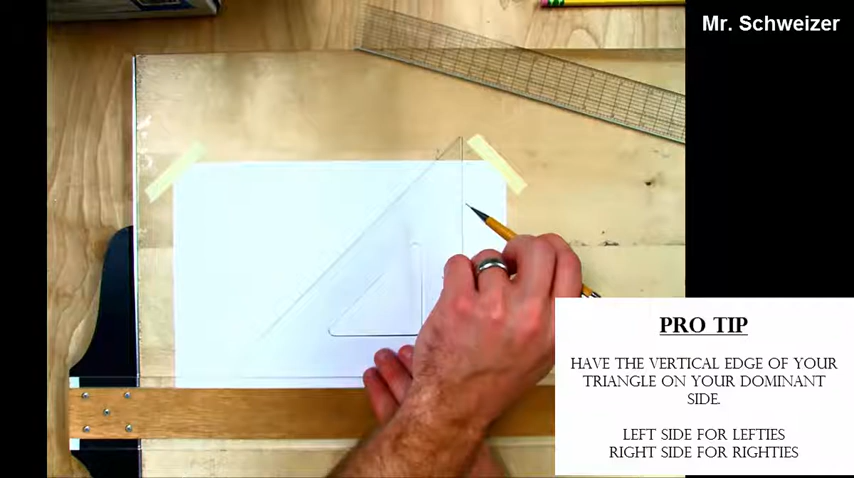 Mr. Schweizer
PRO TIP
HAVE THE VERTICAL EDGE OF YOUR
TRIANGLE ON YOUR DOMINANT
SIDE.
LEFT SIDE FOR LEFTIES
RIGHT SIDE FOR RIGHTIES